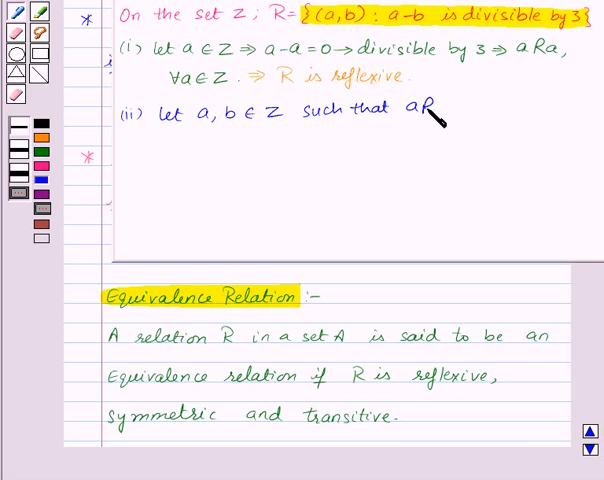 * On the set Z ; R = {(a, b) : a-b is divisible by 3}
(i) let a ∈ Z ⇒ a-a = 0 → divisible by 3 ⇒ aRa,
∀a ∈ Z. ⇒ R is reflexive.
(ii) Let a, b ∈ Z such that aR
*
Equivalence Relation :-
A relation R in a set A is said to be an
Equivalence relation if R is reflexive,
symmetric and transitive.